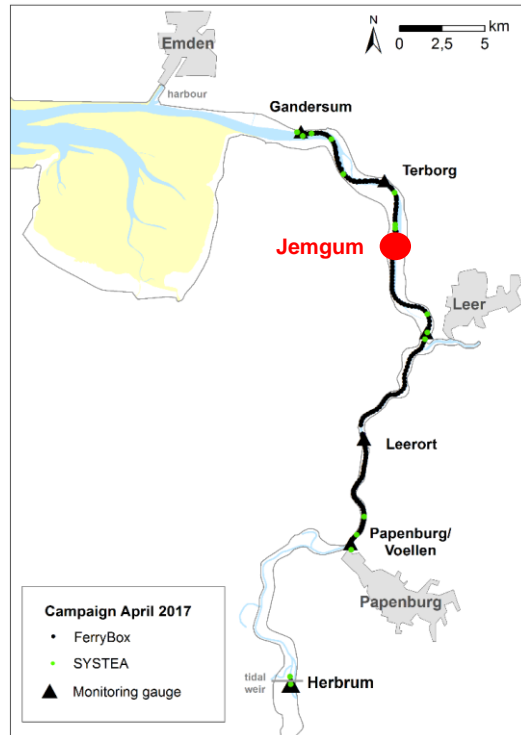 Emden
harbour
N
km
0 2,5 5
Gandersum
Terborg
Jemgum
Leer
Leerort
Papenburg/
Voellen
Papenburg
tidal
weir
Herbrum
Campaign April 2017
FerryBox
SYSTEA
Monitoring gauge